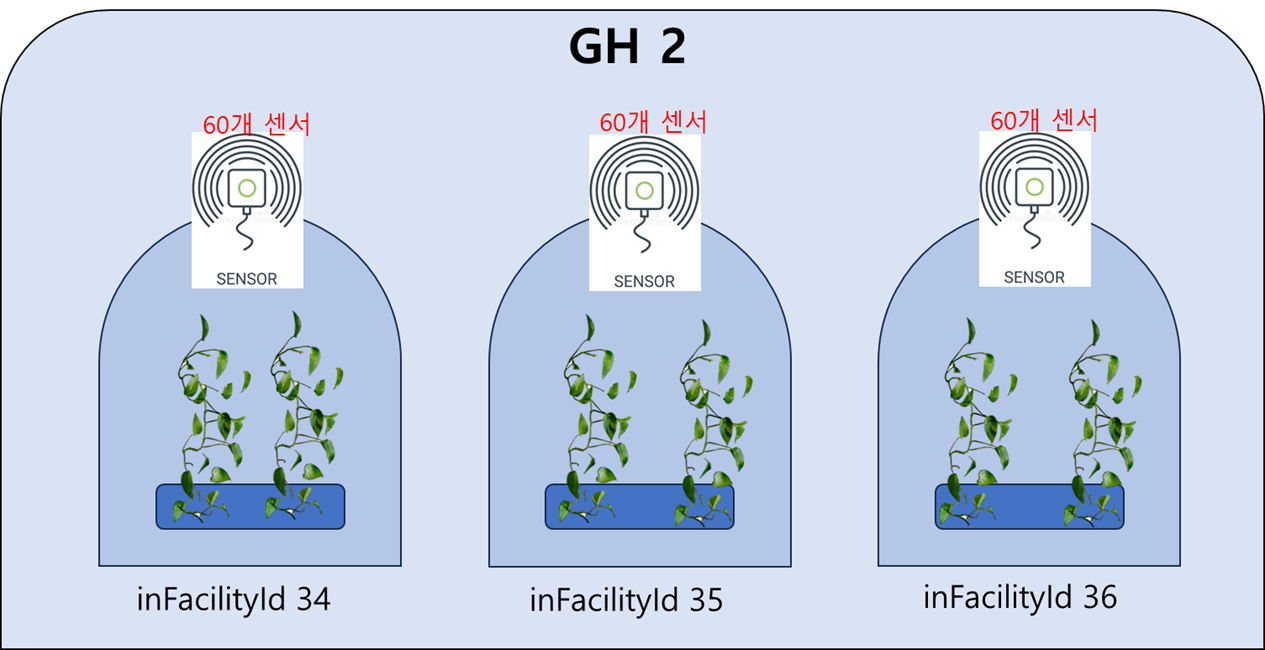 GH 2
60개 센서
60개 센서
60개 센서
SENSOR
SENSOR
SENSOR
inFacilityId 34
inFacilityId 35
inFacilityId 36